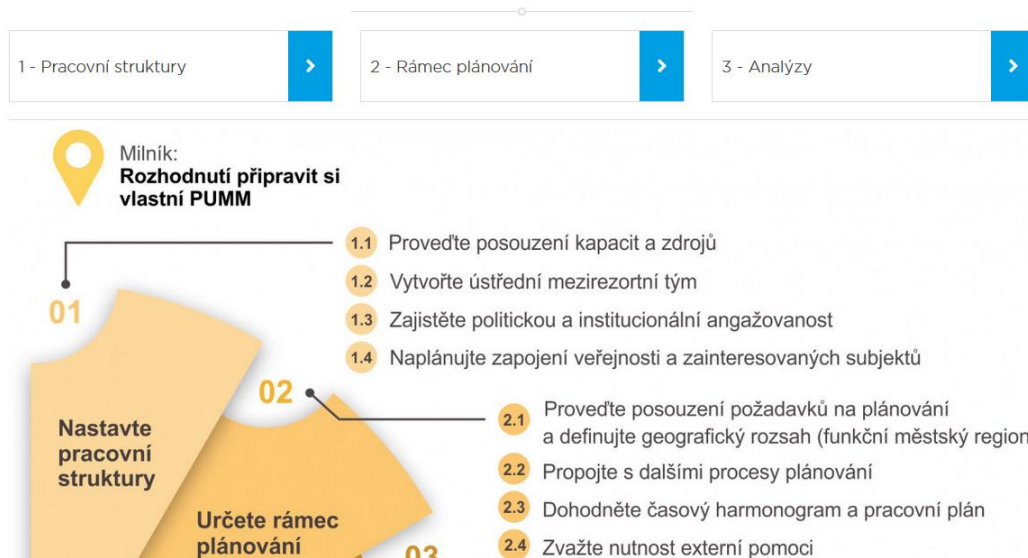 1 - Pracovní struktury
2 - Rámec plánování
3 - Analýzy
Milník:
Rozhodnutí připravit si
vlastní PUMM
01
1.1 Proveďte posouzení kapacit a zdrojů
1.2 Vytvořte ústřední mezirezortní tým
1.3 Zajistěte politickou a institucionální angažovanost
1.4 Naplánujte zapojení veřejnosti a zainteresovaných subjektů
Nastavte
pracovní
struktury
02
2.1 Proveďte posouzení požadavků na plánování
a definujte geografický rozsah (funkční městský region
2.2 Propojte s dalšími procesy plánování
2.3 Dohodněte časový harmonogram a pracovní plán
2.4 Zvažte nutnost externí pomoci
Určete rámec
plánování
03